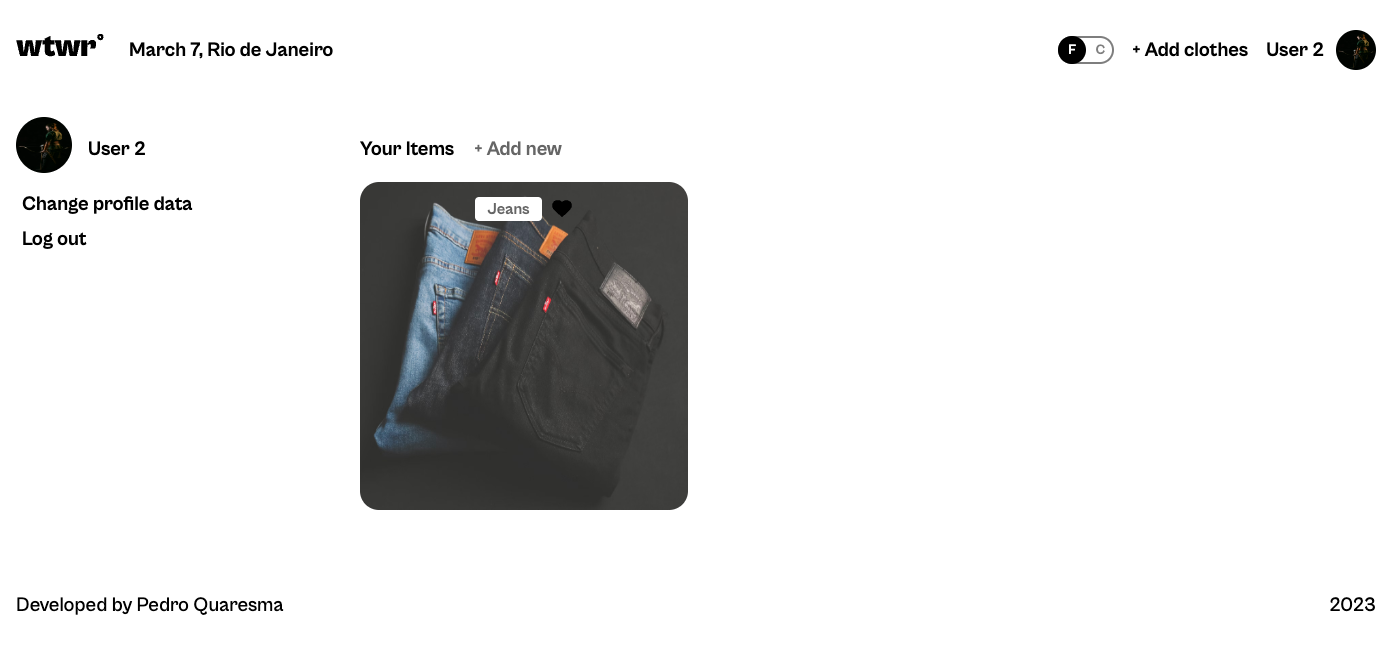 wtwr°
March 7, Rio de Janeiro
F C
+ Add clothes
User 2
User 2
Change profile data
Log out
Your Items
+ Add new
Jeans
Developed by Pedro Quaresma
2023